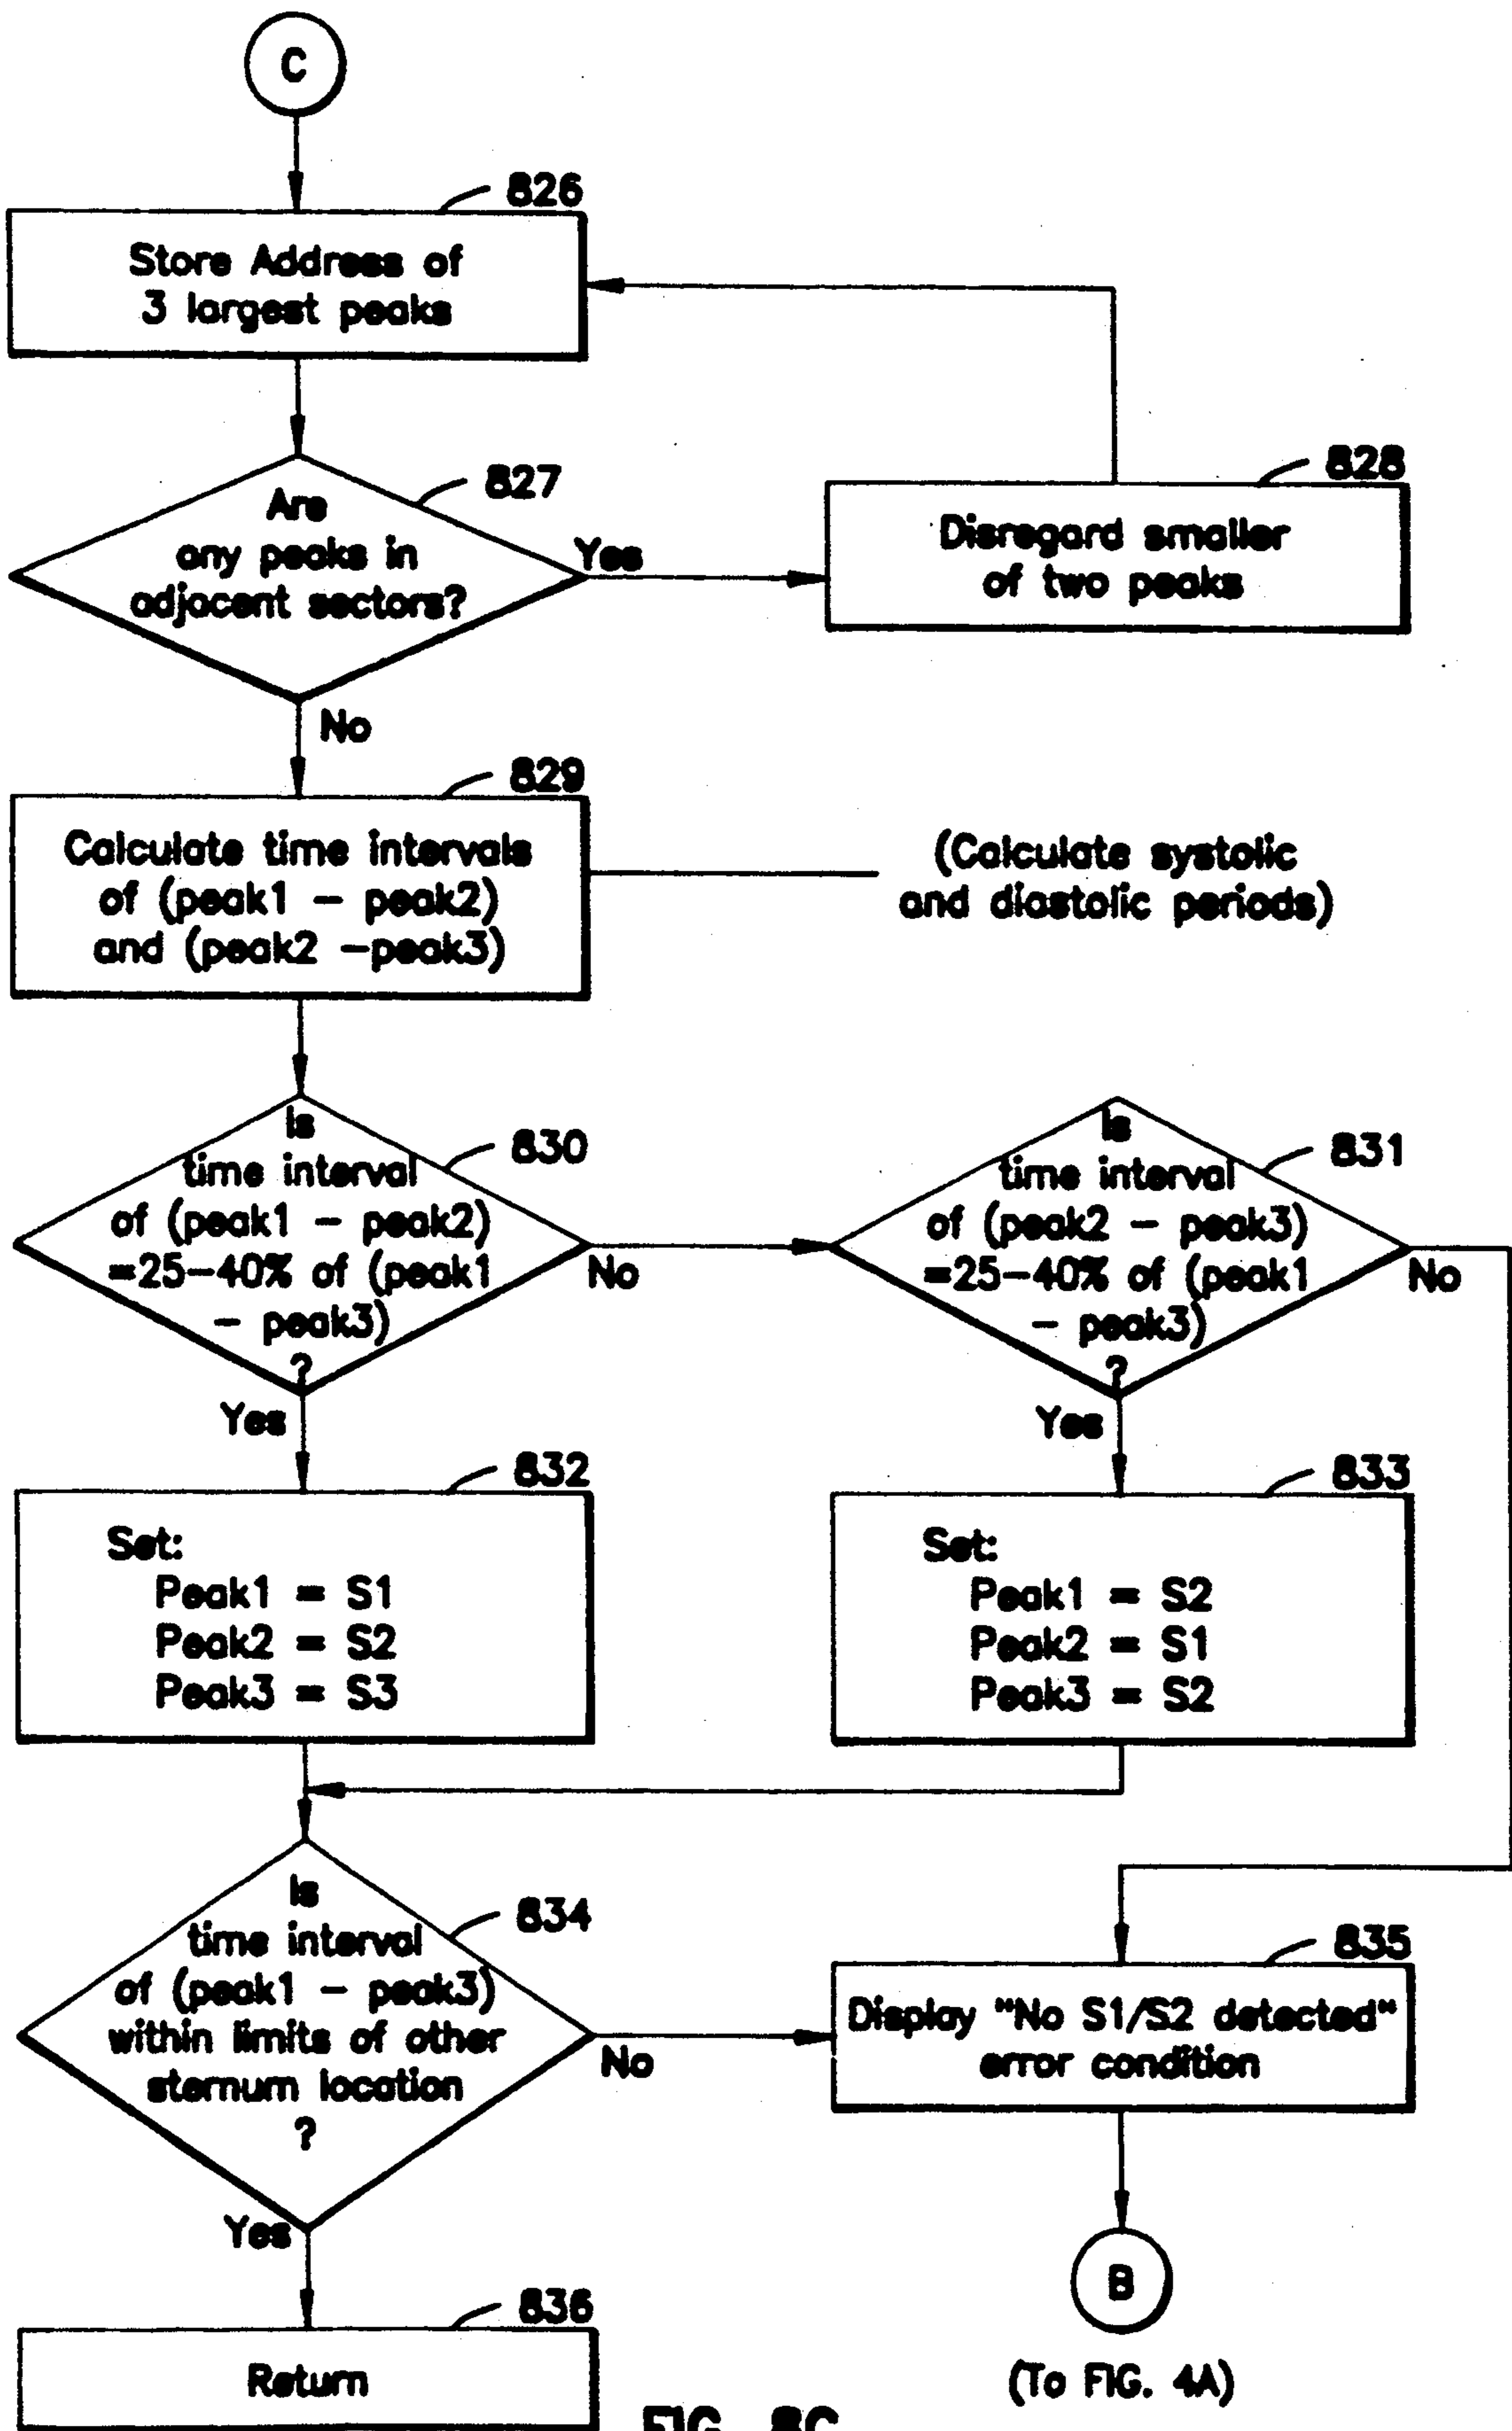 C
826
Store Address of
3 largest peaks
827
Are
any peaks in
adjacent sectors?
Yes
828
Disregard smaller
of two peaks
No
829
Calculate time intervals
of (peak1 - peak2)
and (peak2 -peak3)
(Calculate systolic
and diastolic periods)
830
Is
time interval
of (peak1 - peak2)
=25-40% of (peak1
- peak3)
?
No
Yes
831
Is
time interval
of (peak2 - peak3)
=25-40% of (peak1
- peak3)
?
No
Yes
832
Set:
Peak1 = S1
Peak2 = S2
Peak3 = S3
833
Set:
Peak1 = S2
Peak2 = S1
Peak3 = S2
834
Is
time interval
of (peak1 - peak3)
within limits of other
sternum location
?
No
Yes
835
Display "No S1/S2 detected"
error condition
B
(To FIG. 4A)
836
Return
FIG. 8C